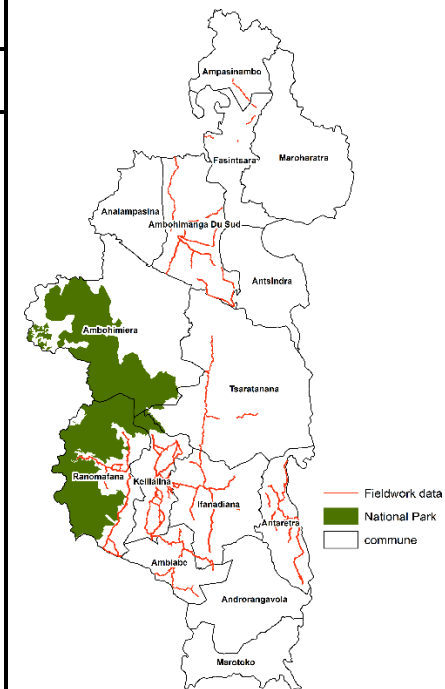 Ampasinambo
Maroharatra
Fasintsara
Analampasina
Ambohimanga Du Sud
Antsindra
Ambohimiera
Tsaratanana
Ranomafana
Kelilalina
Ifanadiana
Antaretra
Fieldwork data
National Park
commune
Ambiabe
Androrangavola
Marotoko